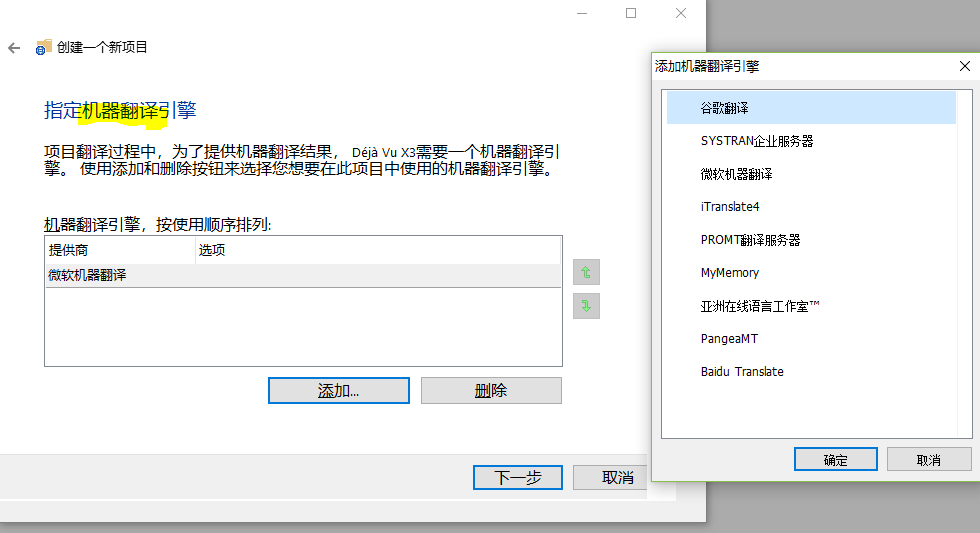 创建一个新项目
指定机器翻译引擎
项目翻译过程中，为了提供机器翻译结果， Déjà Vu X3需要一个机器翻译引
擎。 使用添加和删除按钮来选择您想要在此项目中使用的机器翻译引擎。
机器翻译引擎，按使用顺序排列:
提供商 选项
微软机器翻译
添加... 删除
下一步 取消
添加机器翻译引擎
谷歌翻译
SYSTRAN企业服务器
微软机器翻译
iTranslate4
PROMT翻译服务器
MyMemory
亚洲在线语言工作室™
PangeaMT
Baidu Translate
确定 取消